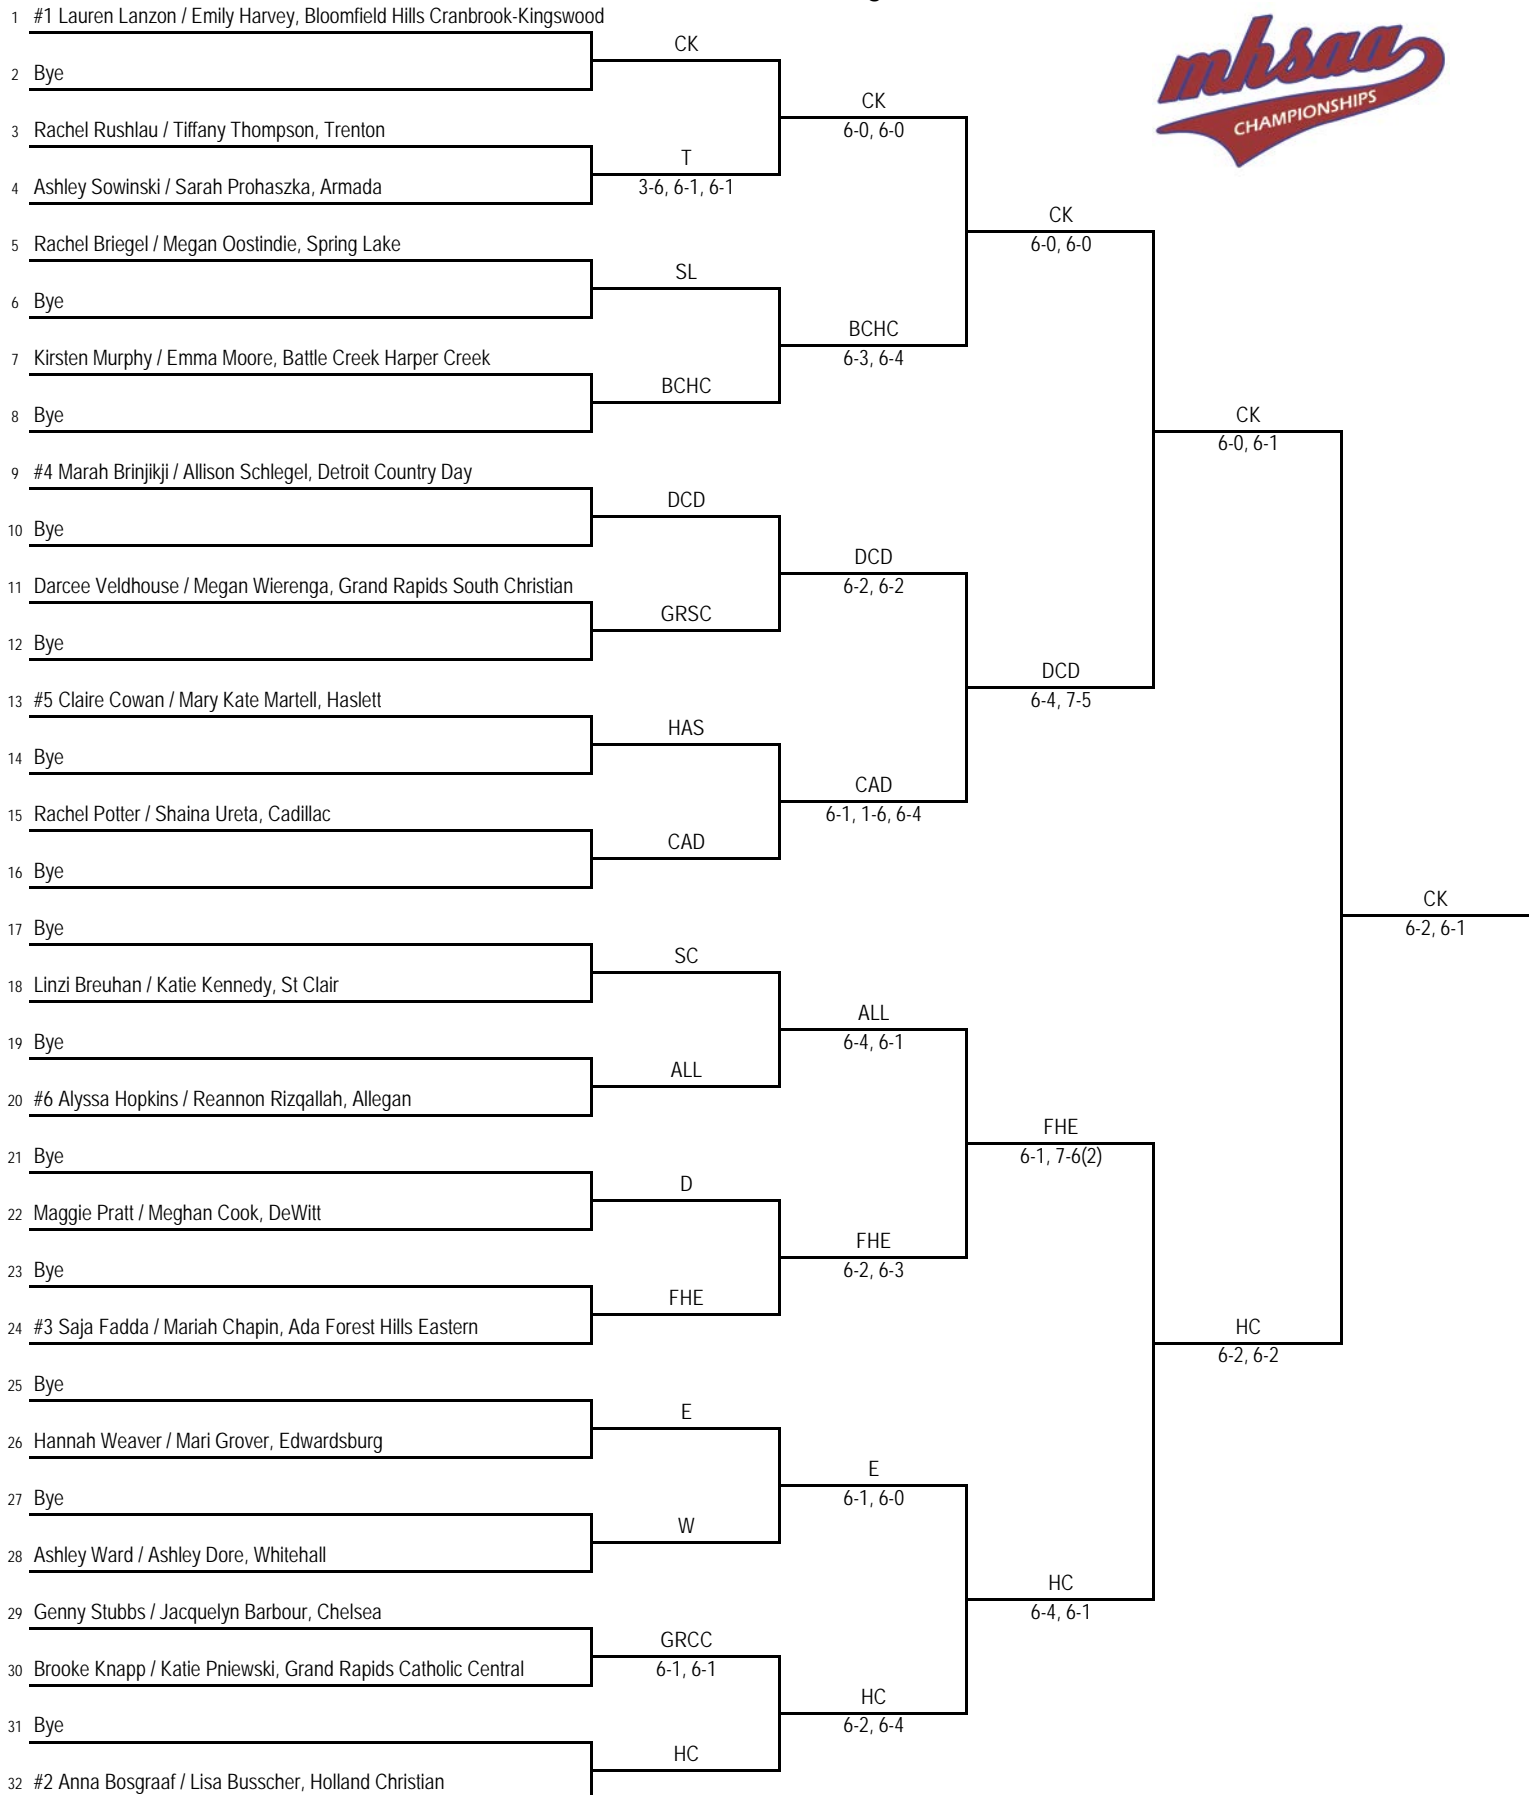 1 #1 Lauren Lanzon / Emily Harvey, Bloomfield Hills Cranbrook-Kingswood
2 Bye
3 Rachel Rushlau / Tiffany Thompson, Trenton
4 Ashley Sowinski / Sarah Prohaszka, Armada
5 Rachel Briegel / Megan Oostindie, Spring Lake
6 Bye
7 Kirsten Murphy / Emma Moore, Battle Creek Harper Creek
8 Bye
9 #4 Marah Brinjikji / Allison Schlegel, Detroit Country Day
10 Bye
11 Darcee Veldhouse / Megan Wierenga, Grand Rapids South Christian
12 Bye
13 #5 Claire Cowan / Mary Kate Martell, Haslett
14 Bye
15 Rachel Potter / Shaina Ureta, Cadillac
16 Bye
17 Bye
18 Linzi Breuhan / Katie Kennedy, St Clair
19 Bye
20 #6 Alyssa Hopkins / Reannon Rizqallah, Allegan
21 Bye
22 Maggie Pratt / Meghan Cook, DeWitt
23 Bye
24 #3 Saja Fadda / Mariah Chapin, Ada Forest Hills Eastern
25 Bye
26 Hannah Weaver / Mari Grover, Edwardsburg
27 Bye
28 Ashley Ward / Ashley Dore, Whitehall
29 Genny Stubbs / Jacquelyn Barbour, Chelsea
30 Brooke Knapp / Katie Pniewski, Grand Rapids Catholic Central
31 Bye
32 #2 Anna Bosgraaf / Lisa Busscher, Holland Christian
CK
T
3-6, 6-1, 6-1
SL
BCHC
DCD
GRSC
HAS
CAD
SC
ALL
D
FHE
E
W
GRCC
6-1, 6-1
HC
CK
6-0, 6-0
BCHC
6-3, 6-4
DCD
6-2, 6-2
CAD
6-1, 1-6, 6-4
ALL
6-4, 6-1
FHE
6-2, 6-3
E
6-1, 6-0
HC
6-2, 6-4
CK
6-0, 6-0
DCD
6-4, 7-5
FHE
6-1, 7-6(2)
HC
6-4, 6-1
CK
6-0, 6-1
HC
6-2, 6-2
CK
6-2, 6-1
mhsaa
CHAMPIONSHIPS